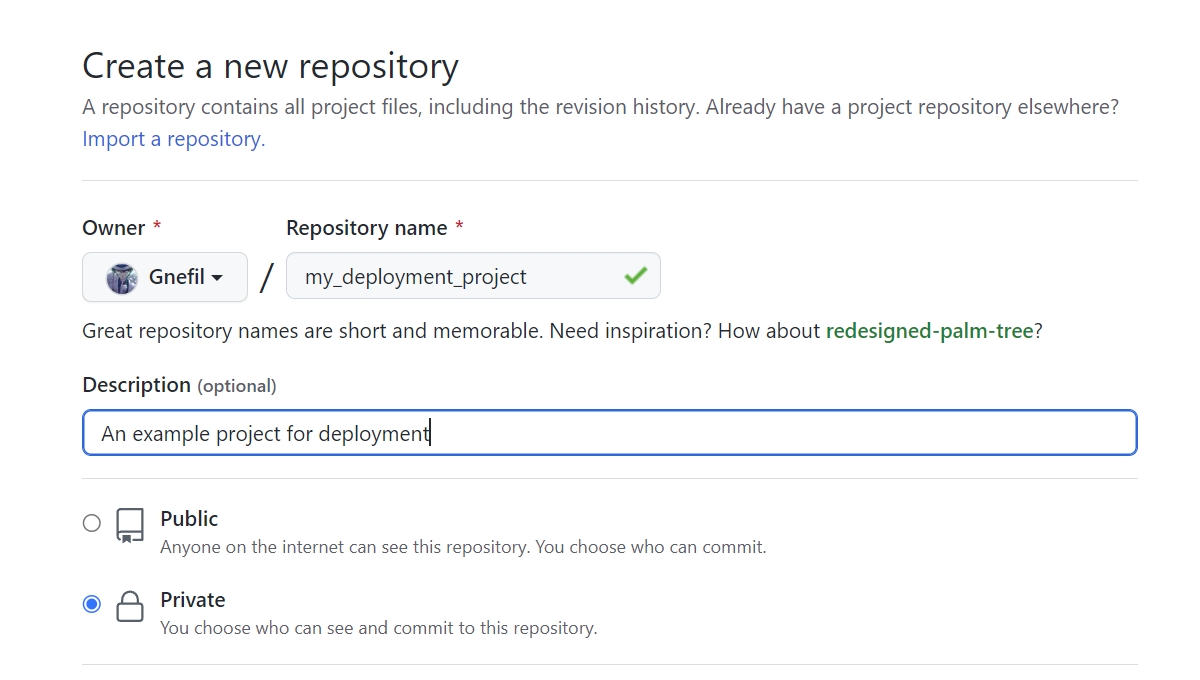 Create a new repository
A repository contains all project files, including the revision history. Already have a project repository elsewhere?
Import a repository.
Owner * Repository name *
Gnefil / my_deployment_project
Great repository names are short and memorable. Need inspiration? How about redesigned-palm-tree?
Description (optional)
An example project for deployment
Public
Anyone on the internet can see this repository. You choose who can commit.
Private
You choose who can see and commit to this repository.